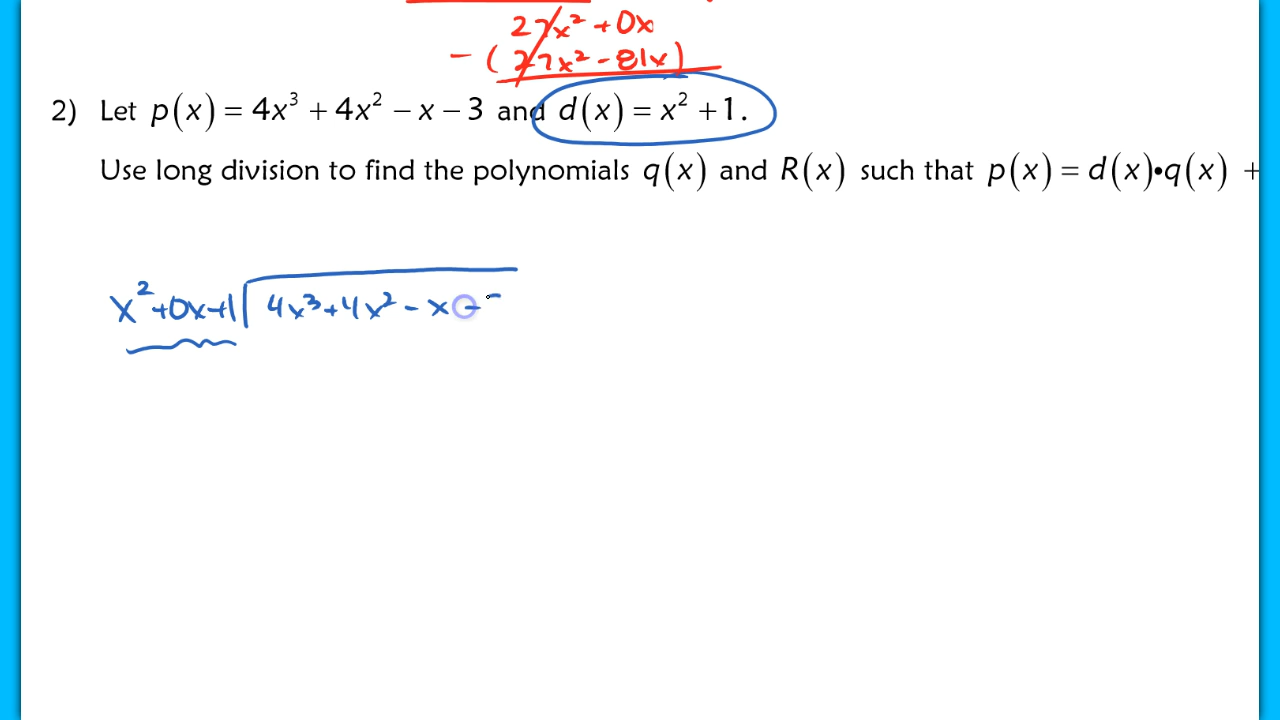 27x² + 0x
− (27x² − 81x)
2) Let p(x) = 4x³ + 4x² − x − 3 and d(x) = x² + 1.
Use long division to find the polynomials q(x) and R(x) such that p(x) = d(x)•q(x) +
x² + 0x + 1 4x³ + 4x² − x −